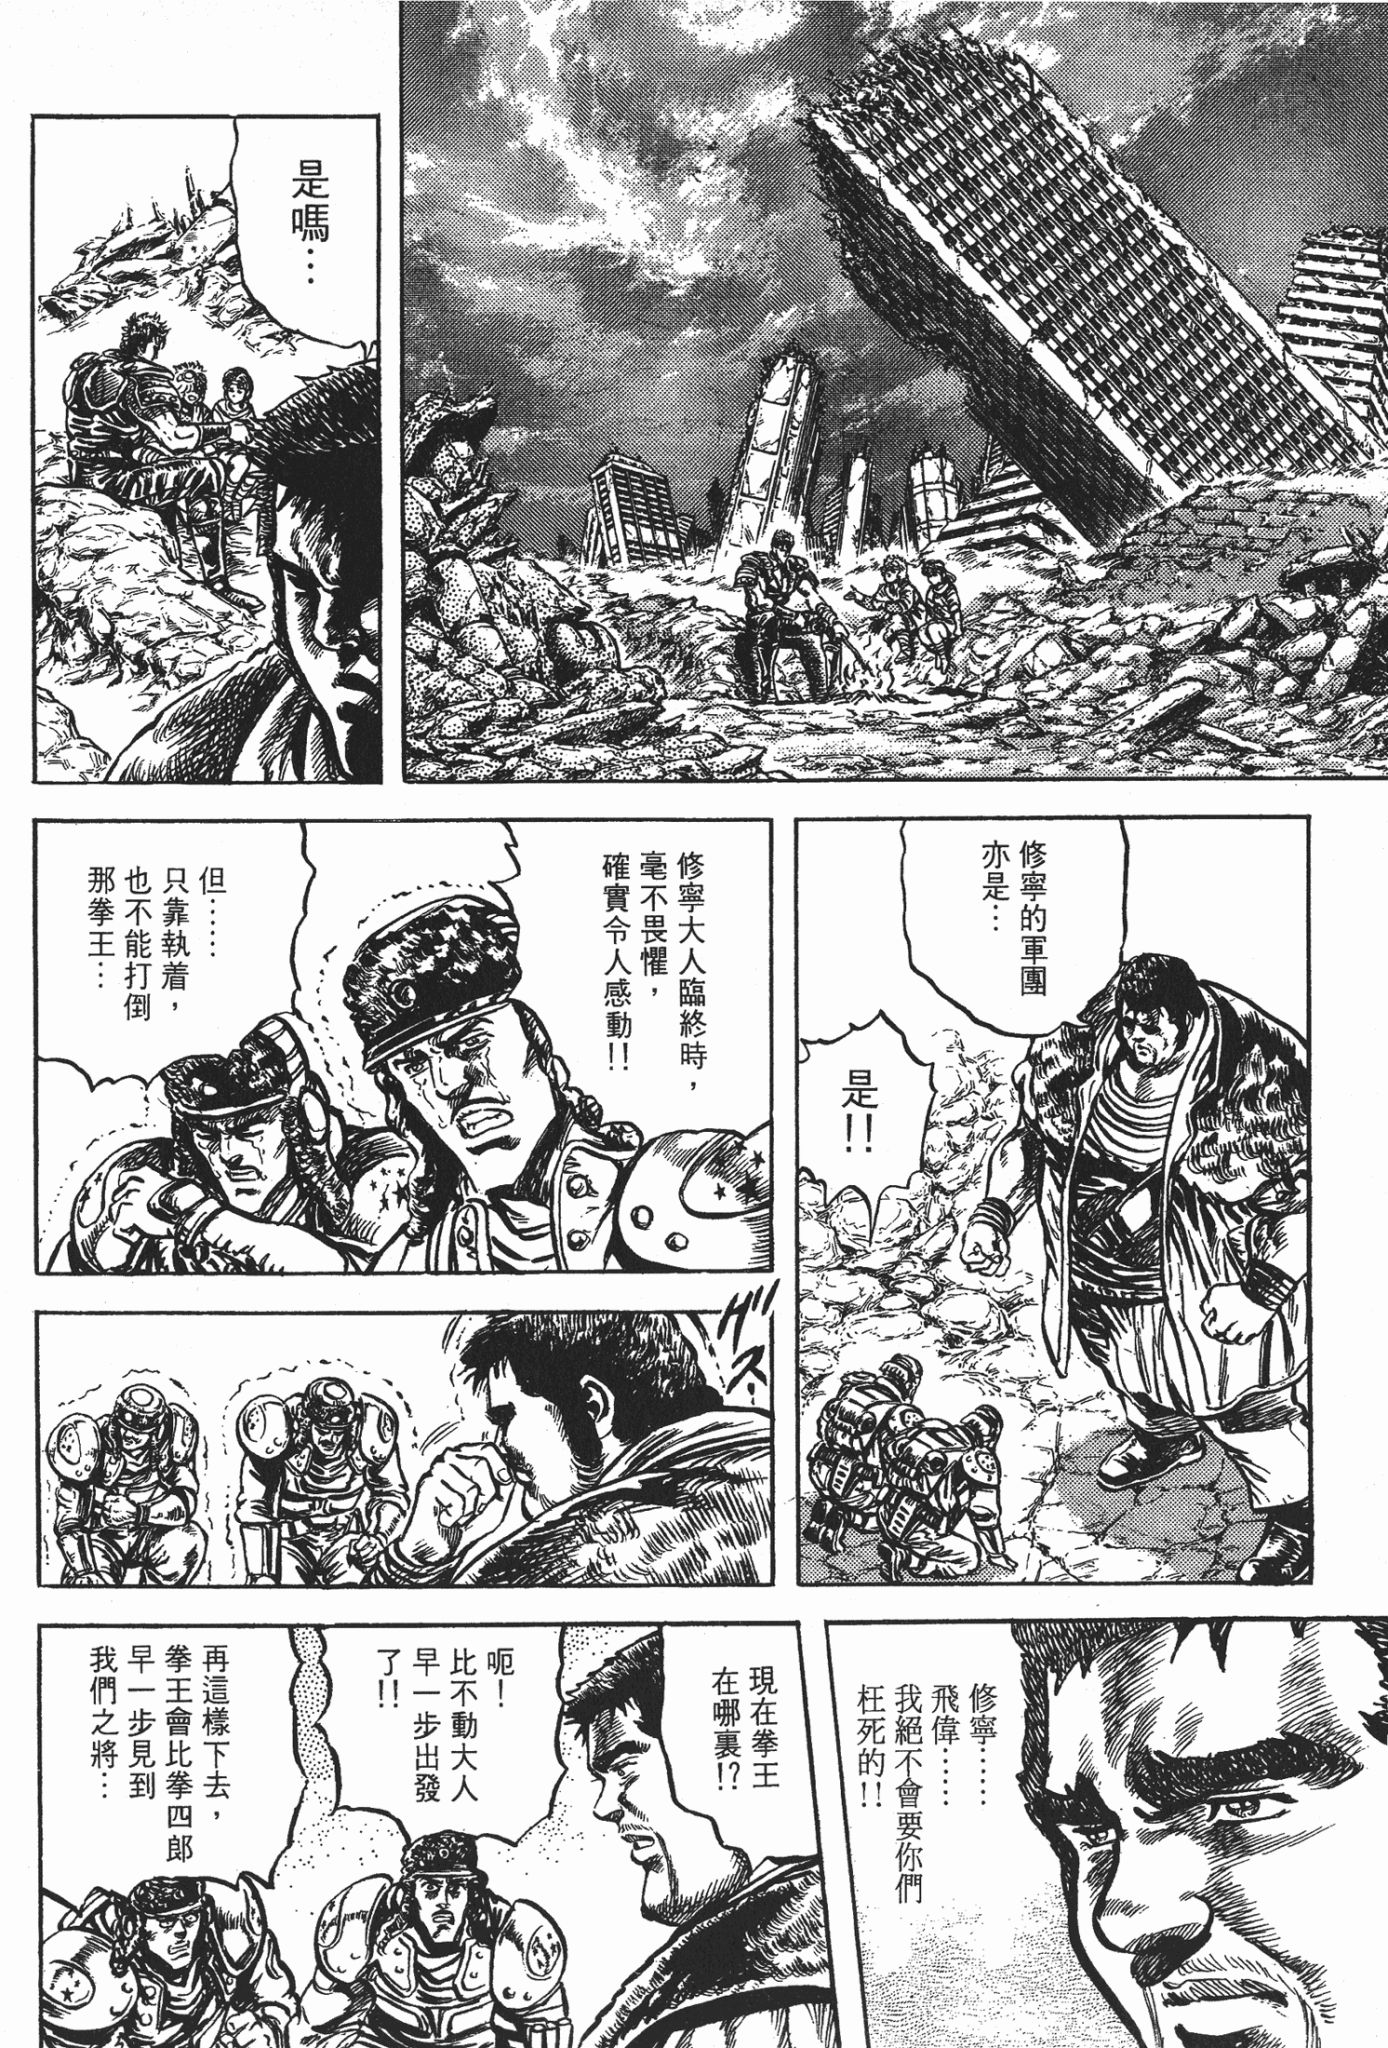 是嗎…
修寧的軍團
亦是…
是!!
修寧大人臨終時，
毫不畏懼，
確實令人感動!!
但……
只靠執着，
也不能打倒
那拳王…
グスッ
修寧……
飛偉……
我絕不會要你們
枉死的!!
現在拳王
在哪裏!?
呃！
比不動大人
早一步出發
了!!
再這樣下去，
拳王會比拳四郎
早一步見到
我們之將…